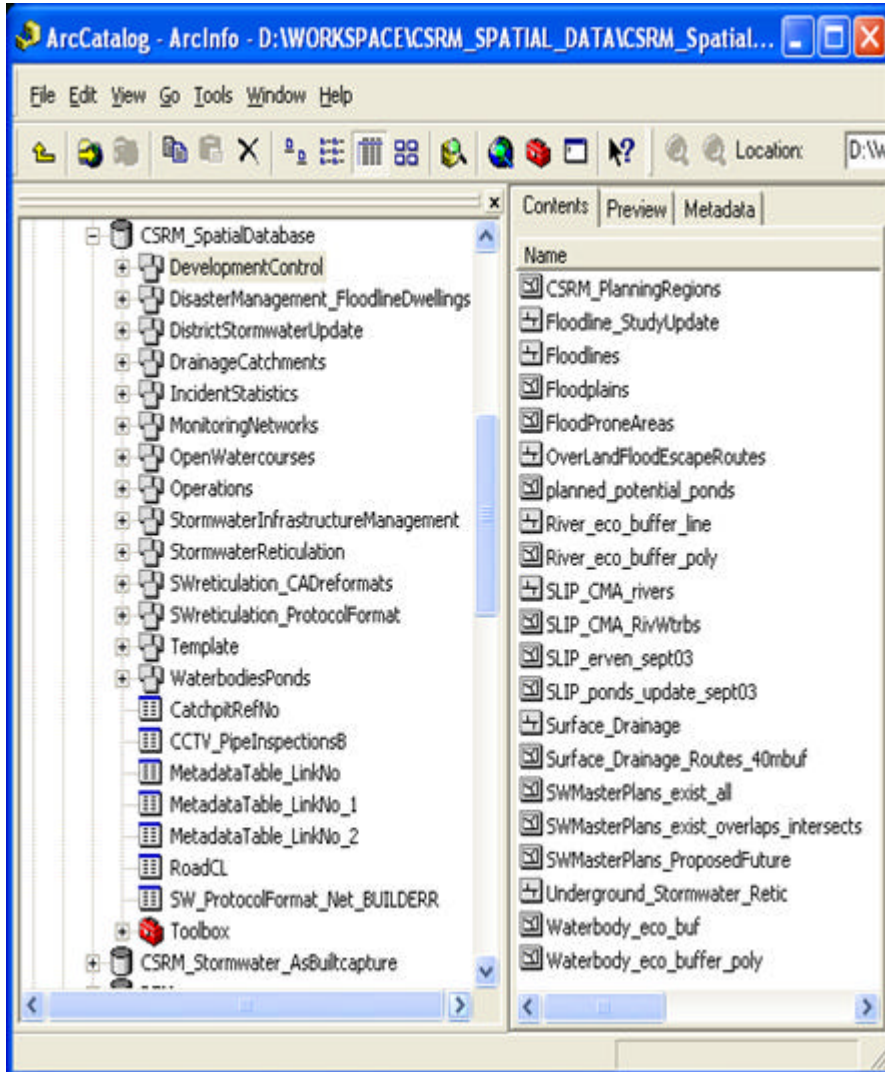 ArcCatalog - ArcInfo - D:\WORKSPACE\CSRM_SPATIAL_DATA\CSRM_Spatial...
File Edit View Go Tools Window Help
Location: D:\W
Contents Preview Metadata
Name
CSRM_SpatialDatabase
DevelopmentControl
DisasterManagement_FloodlineDwellings
DistrictStormwaterUpdate
DrainageCatchments
IncidentStatistics
MonitoringNetworks
OpenWatercourses
Operations
StormwaterInfrastructureManagement
StormwaterReticulation
SWreticulation_CADreformats
SWreticulation_ProtocolFormat
Template
WaterbodiesPonds
CatchpitRefNo
CCTV_PipeInspectionsB
MetadataTable_LinkNo
MetadataTable_LinkNo_1
MetadataTable_LinkNo_2
RoadCL
SW_ProtocolFormat_Net_BUILDERR
Toolbox
CSRM_Stormwater_AsBuiltcapture
CSRM_PlanningRegions
Floodline_StudyUpdate
Floodlines
Floodplains
FloodProneAreas
OverLandFloodEscapeRoutes
planned_potential_ponds
River_eco_buffer_line
River_eco_buffer_poly
SLIP_CMA_rivers
SLIP_CMA_RivWtrbs
SLIP_erven_sept03
SLIP_ponds_update_sept03
Surface_Drainage
Surface_Drainage_Routes_40mbuf
SWMasterPlans_exist_all
SWMasterPlans_exist_overlaps_intersects
SWMasterPlans_ProposedFuture
Underground_Stormwater_Retic
Waterbody_eco_buf
Waterbody_eco_buffer_poly